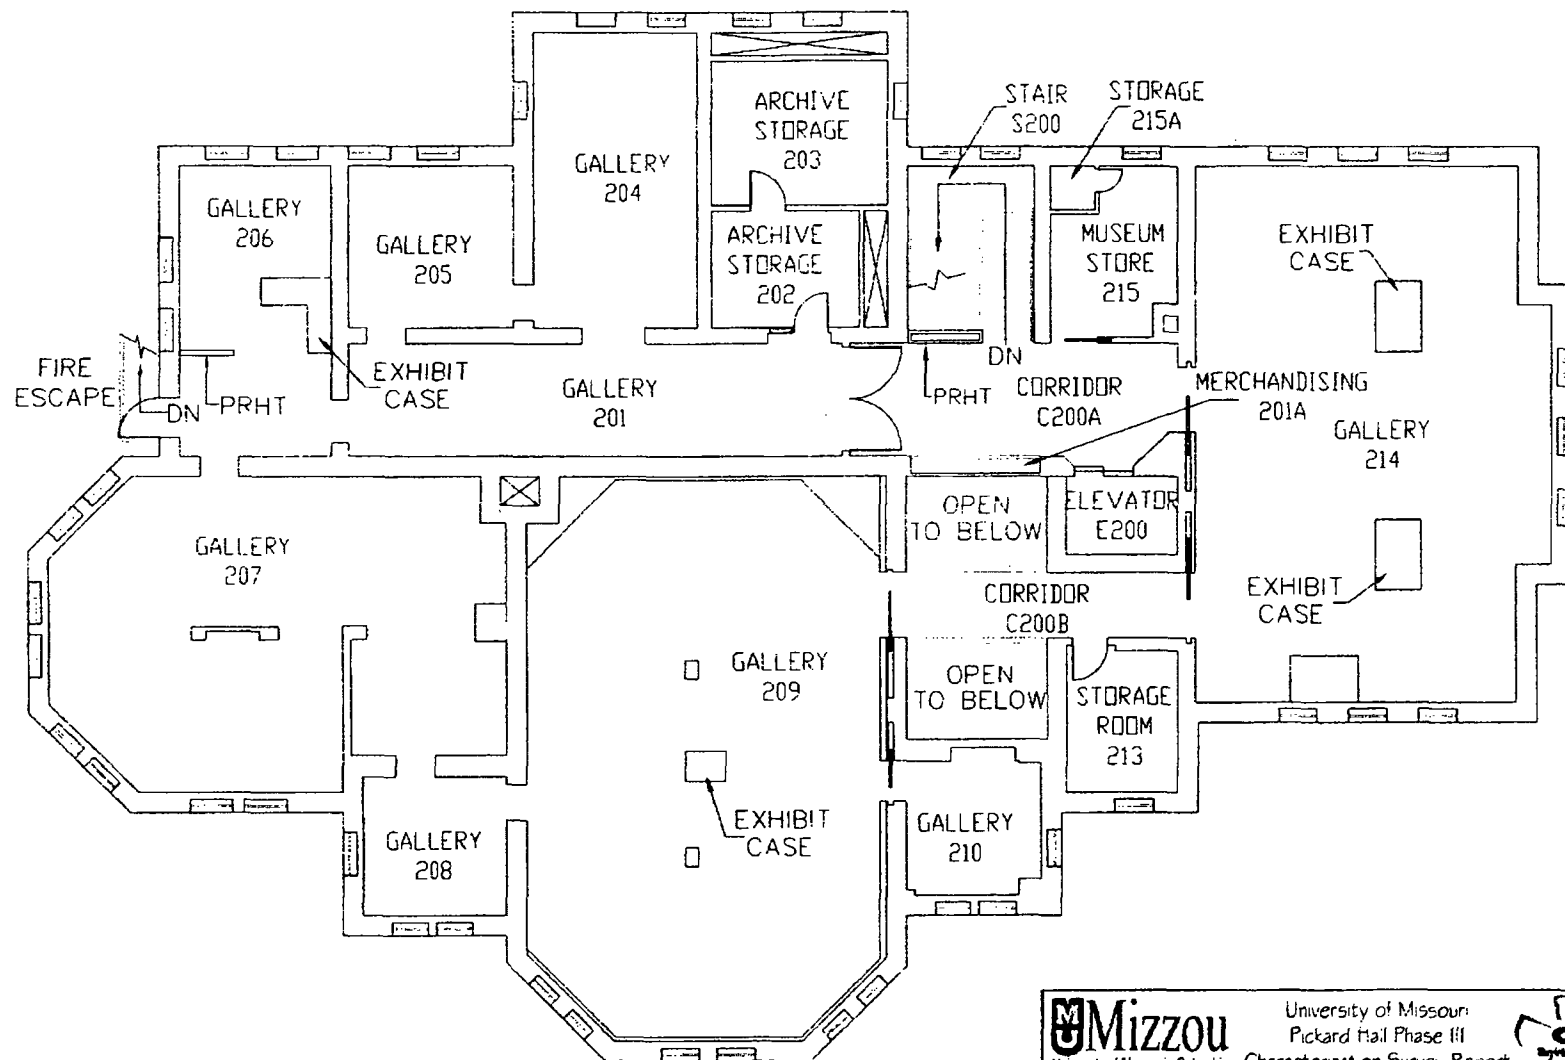 STAIR
S200
STORAGE
215A
ARCHIVE
STORAGE
203
GALLERY
204
GALLERY
206
GALLERY
205
ARCHIVE
STORAGE
202
MUSEUM
STORE
215
EXHIBIT
CASE
FIRE
ESCAPE
DN
PRHT
EXHIBIT
CASE
GALLERY
201
PRHT
DN
CORRIDOR
C200A
MERCHANDISING
201A
GALLERY
214
OPEN
TO BELOW
ELEVATOR
E200
GALLERY
207
EXHIBIT
CASE
CORRIDOR
C200B
GALLERY
209
OPEN
TO BELOW
STORAGE
ROOM
213
EXHIBIT
CASE
GALLERY
208
GALLERY
210
MU
Mizzou
University of Missouri
Pickard Hall Phase III